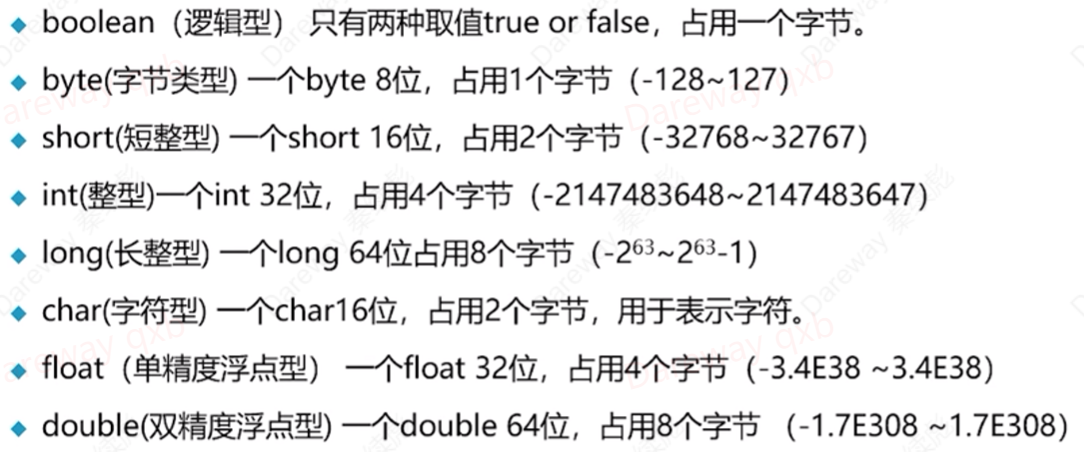 boolean（逻辑型） 只有两种取值true or false，占用一个字节。
byte(字节类型) 一个byte 8位，占用1个字节（-128~127）
short(短整型) 一个short 16位，占用2个字节（-32768~32767）
int(整型)一个int 32位，占用4个字节（-2147483648~2147483647）
long(长整型) 一个long 64位占用8个字节（-2⁶³~2⁶³-1）
char(字符型) 一个char16位，占用2个字节，用于表示字符。
float（单精度浮点型） 一个float 32位，占用4个字节（-3.4E38 ~3.4E38）
double(双精度浮点型) 一个double 64位，占用8个字节 （-1.7E308 ~1.7E308）
Dareway qxb